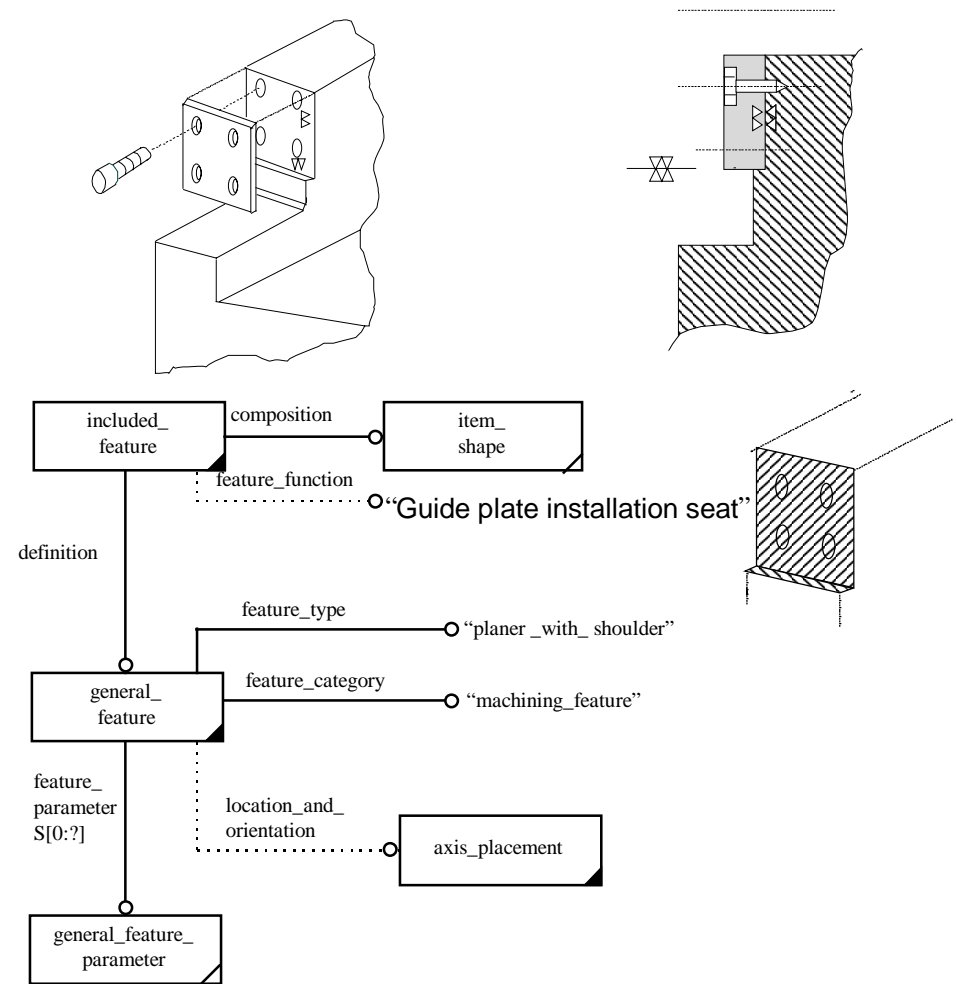 included_
feature
composition
item_
shape
feature_function
“Guide plate installation seat”
definition
feature_type
“planer _with_ shoulder”
general_
feature
feature_category
“machining_feature”
feature_
parameter
S[0:?]
location_and_
orientation
axis_placement
general_feature_
parameter